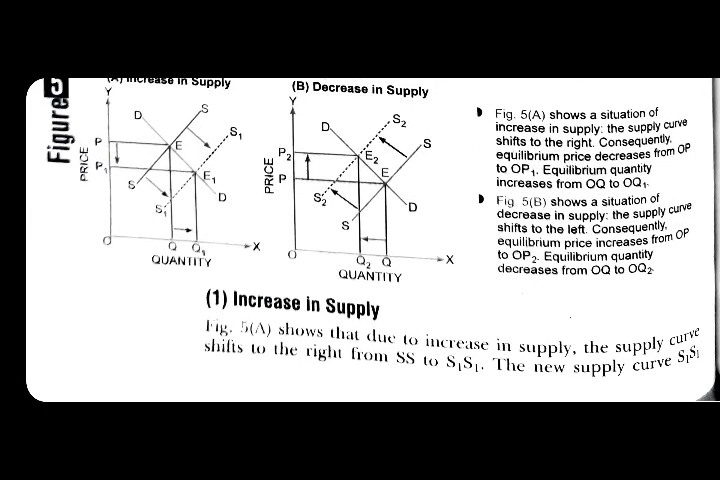 Figure 5
(A) Increase in Supply
Y
D
S
S1
P
E
P1
E1
S
S1
D
O
Q Q1
X
PRICE
QUANTITY
(B) Decrease in Supply
Y
D
S2
S
P2
E2
P
E
S2
D
S
O
Q2 Q
X
PRICE
QUANTITY
Fig. 5(A) shows a situation of
increase in supply: the supply curve
shifts to the right. Consequently,
equilibrium price decreases from OP
to OP1. Equilibrium quantity
increases from OQ to OQ1.
Fig. 5(B) shows a situation of
decrease in supply: the supply curve
shifts to the left. Consequently,
equilibrium price increases from OP
to OP2. Equilibrium quantity
decreases from OQ to OQ2
(1) Increase in Supply
Fig. 5(A) shows that due to increase in supply, the supply curve
shifts to the right from SS to S1S1. The new supply curve S1S1